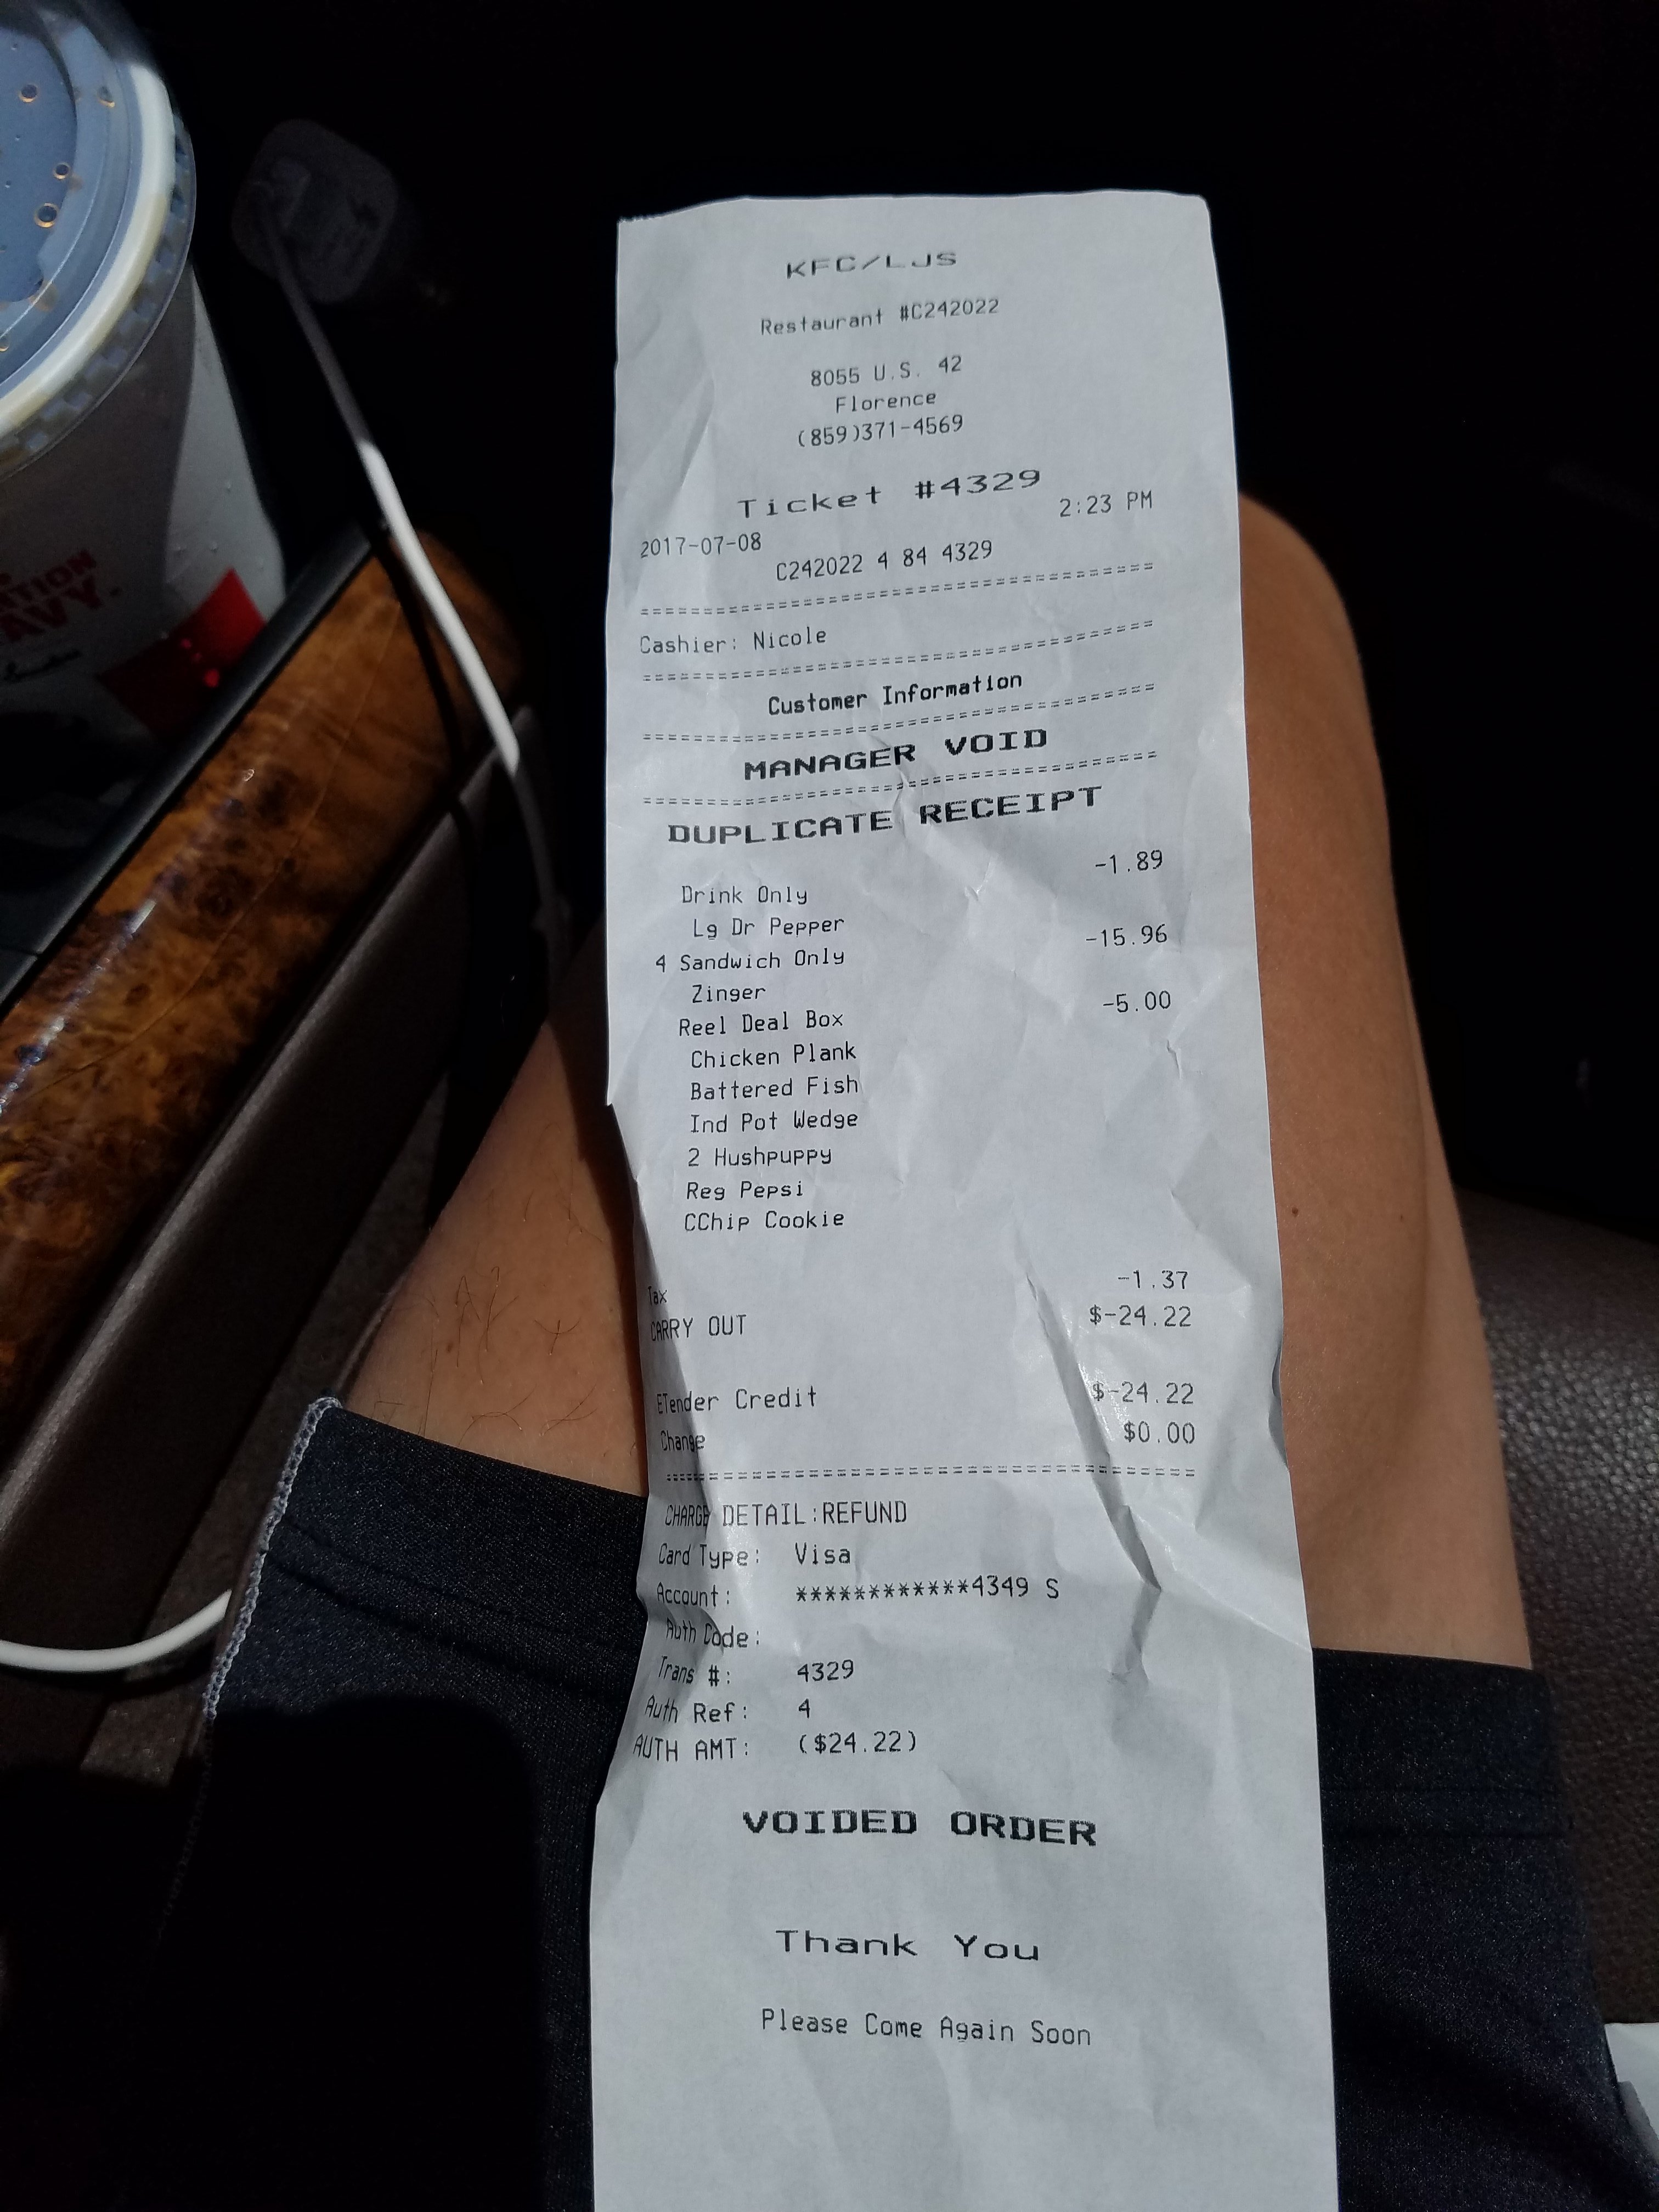 KFC/LJS
Restaurant #C242022
8055 U.S. 42
Florence
(859)371-4569
Ticket #4329
2017-07-08 2:23 PM
C242022 4 84 4329
Cashier: Nicole
Customer Information
MANAGER VOID
DUPLICATE RECEIPT
Drink Only -1.89
Lg Dr Pepper
4 Sandwich Only -15.96
Zinger
Reel Deal Box -5.00
Chicken Plank
Battered Fish
Ind Pot Wedge
2 Hushpuppy
Reg Pepsi
CChip Cookie
Tax -1.37
CARRY OUT $-24.22
ETender Credit $-24.22
Change $0.00
CHARGE DETAIL:REFUND
Card Type: Visa
Account: ************4349 S
Auth Code:
Trans #: 4329
Auth Ref: 4
AUTH AMT: ($24.22)
VOIDED ORDER
Thank You
Please Come Again Soon